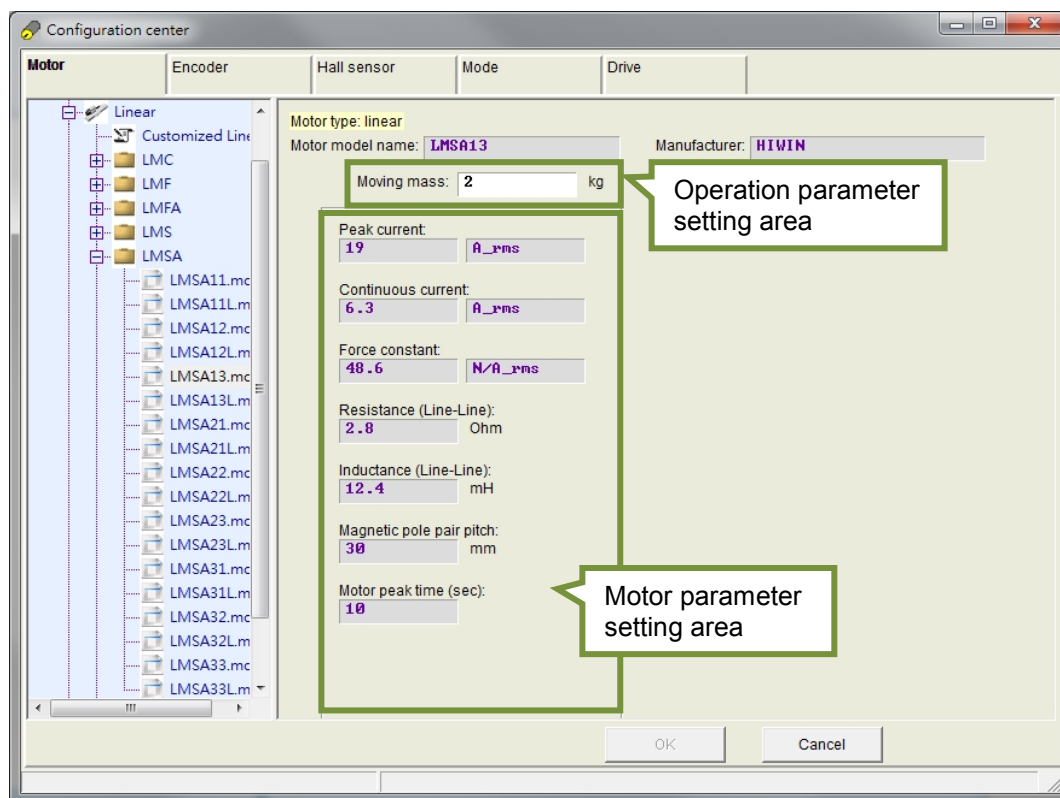 Configuration center
Motor
Encoder
Hall sensor
Mode
Drive
Linear
Customized Line
LMC
LMF
LMFA
LMS
LMSA
LMSA11.mc
LMSA11L.m
LMSA12.mc
LMSA12L.m
LMSA13.mc
LMSA13L.m
LMSA21.mc
LMSA21L.m
LMSA22.mc
LMSA22L.m
LMSA23.mc
LMSA23L.m
LMSA31.mc
LMSA31L.m
LMSA32.mc
LMSA32L.m
LMSA33.mc
LMSA33L.m
Motor type: linear
Motor model name: LMSA13
Manufacturer: HIWIN
Moving mass: 2 kg
Operation parameter
setting area
Peak current:
19 A_rms
Continuous current:
6.3 A_rms
Force constant:
48.6 N/A_rms
Resistance (Line-Line):
2.8 Ohm
Inductance (Line-Line):
12.4 mH
Magnetic pole pair pitch:
30 mm
Motor peak time (sec):
10
Motor parameter
setting area
OK
Cancel